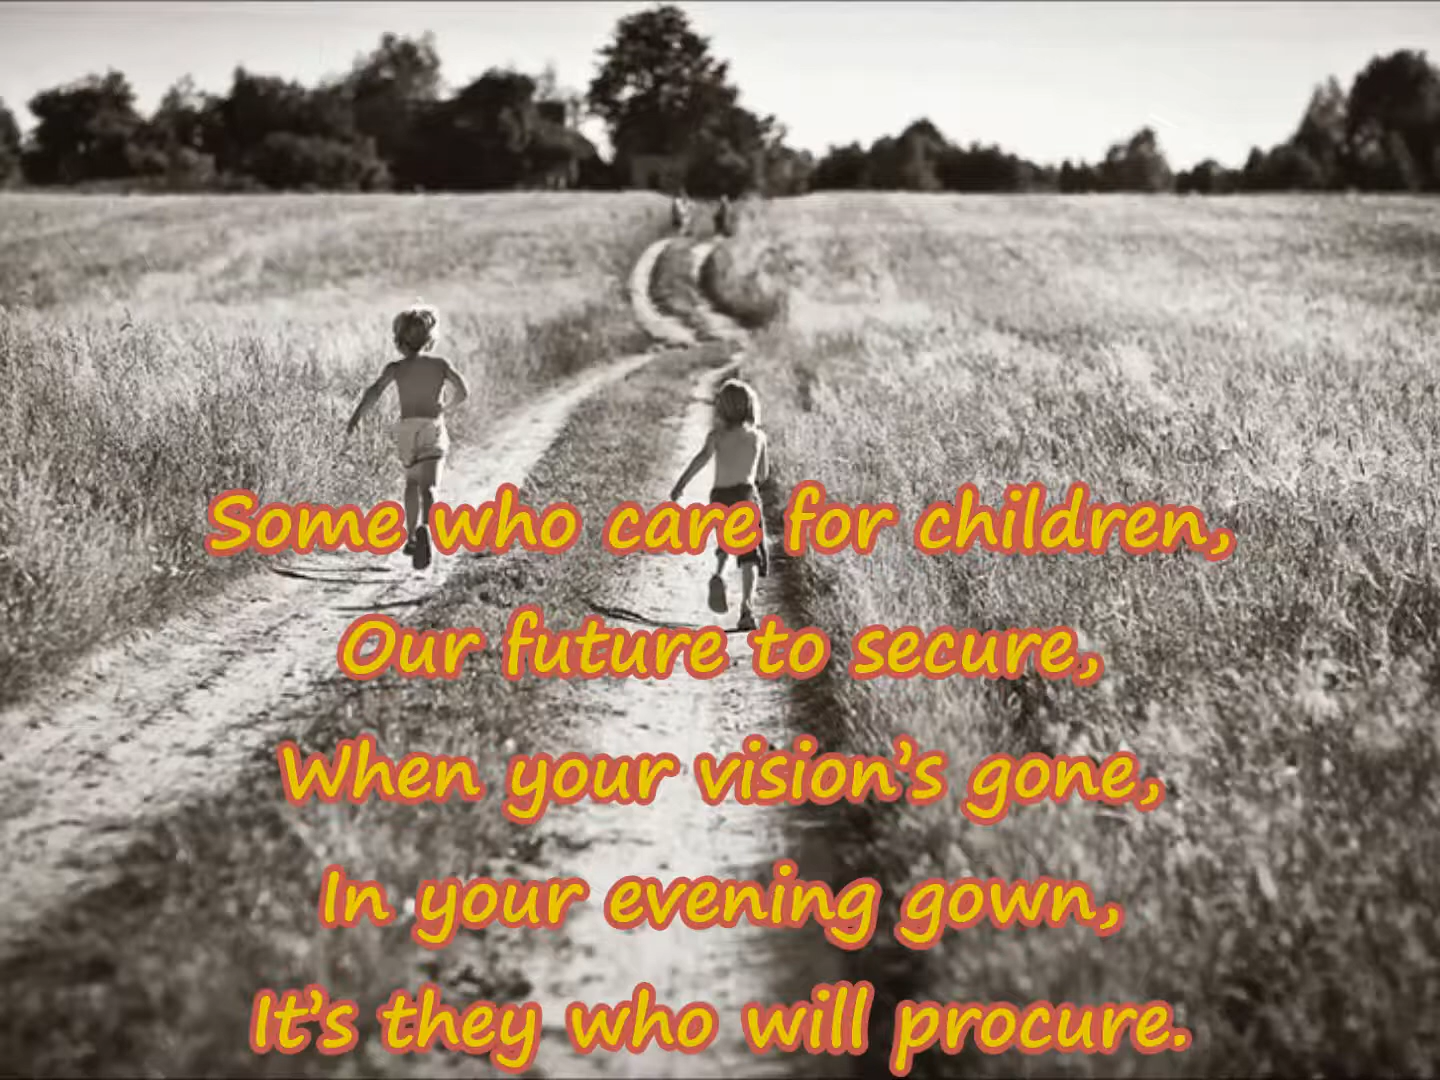 Some who care for children,
Our future to secure,
When your vision's gone,
In your evening gown,
It's they who will procure.